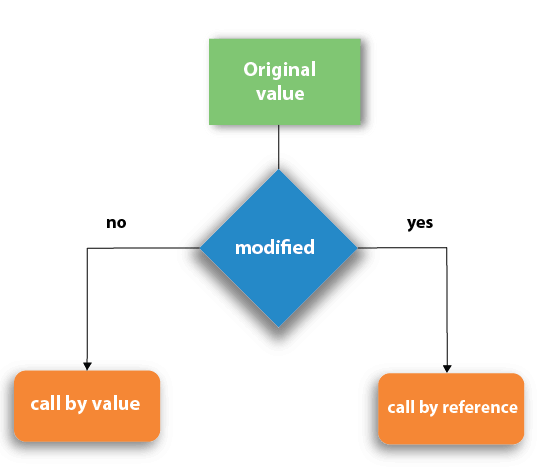 Original
value
no
yes
modified
call by value
call by reference